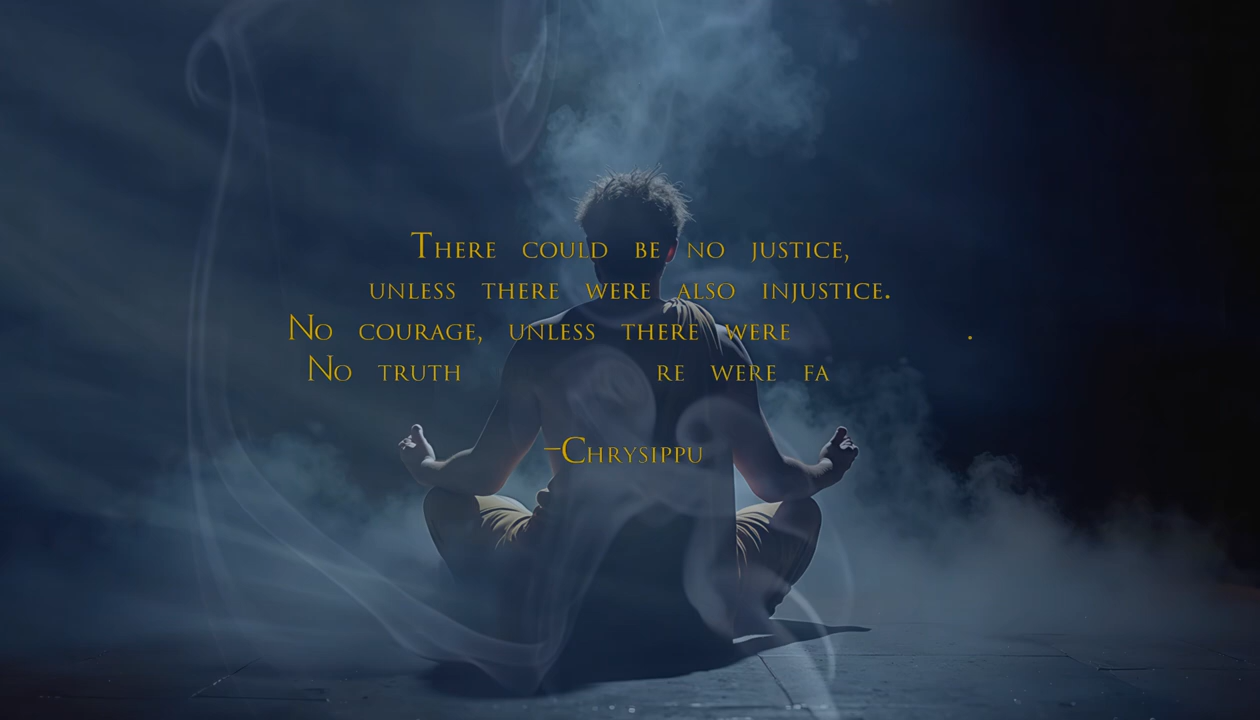 There could be no justice,
unless there were also injustice.
No courage, unless there were .
No truth re were fa
–Chrysippu